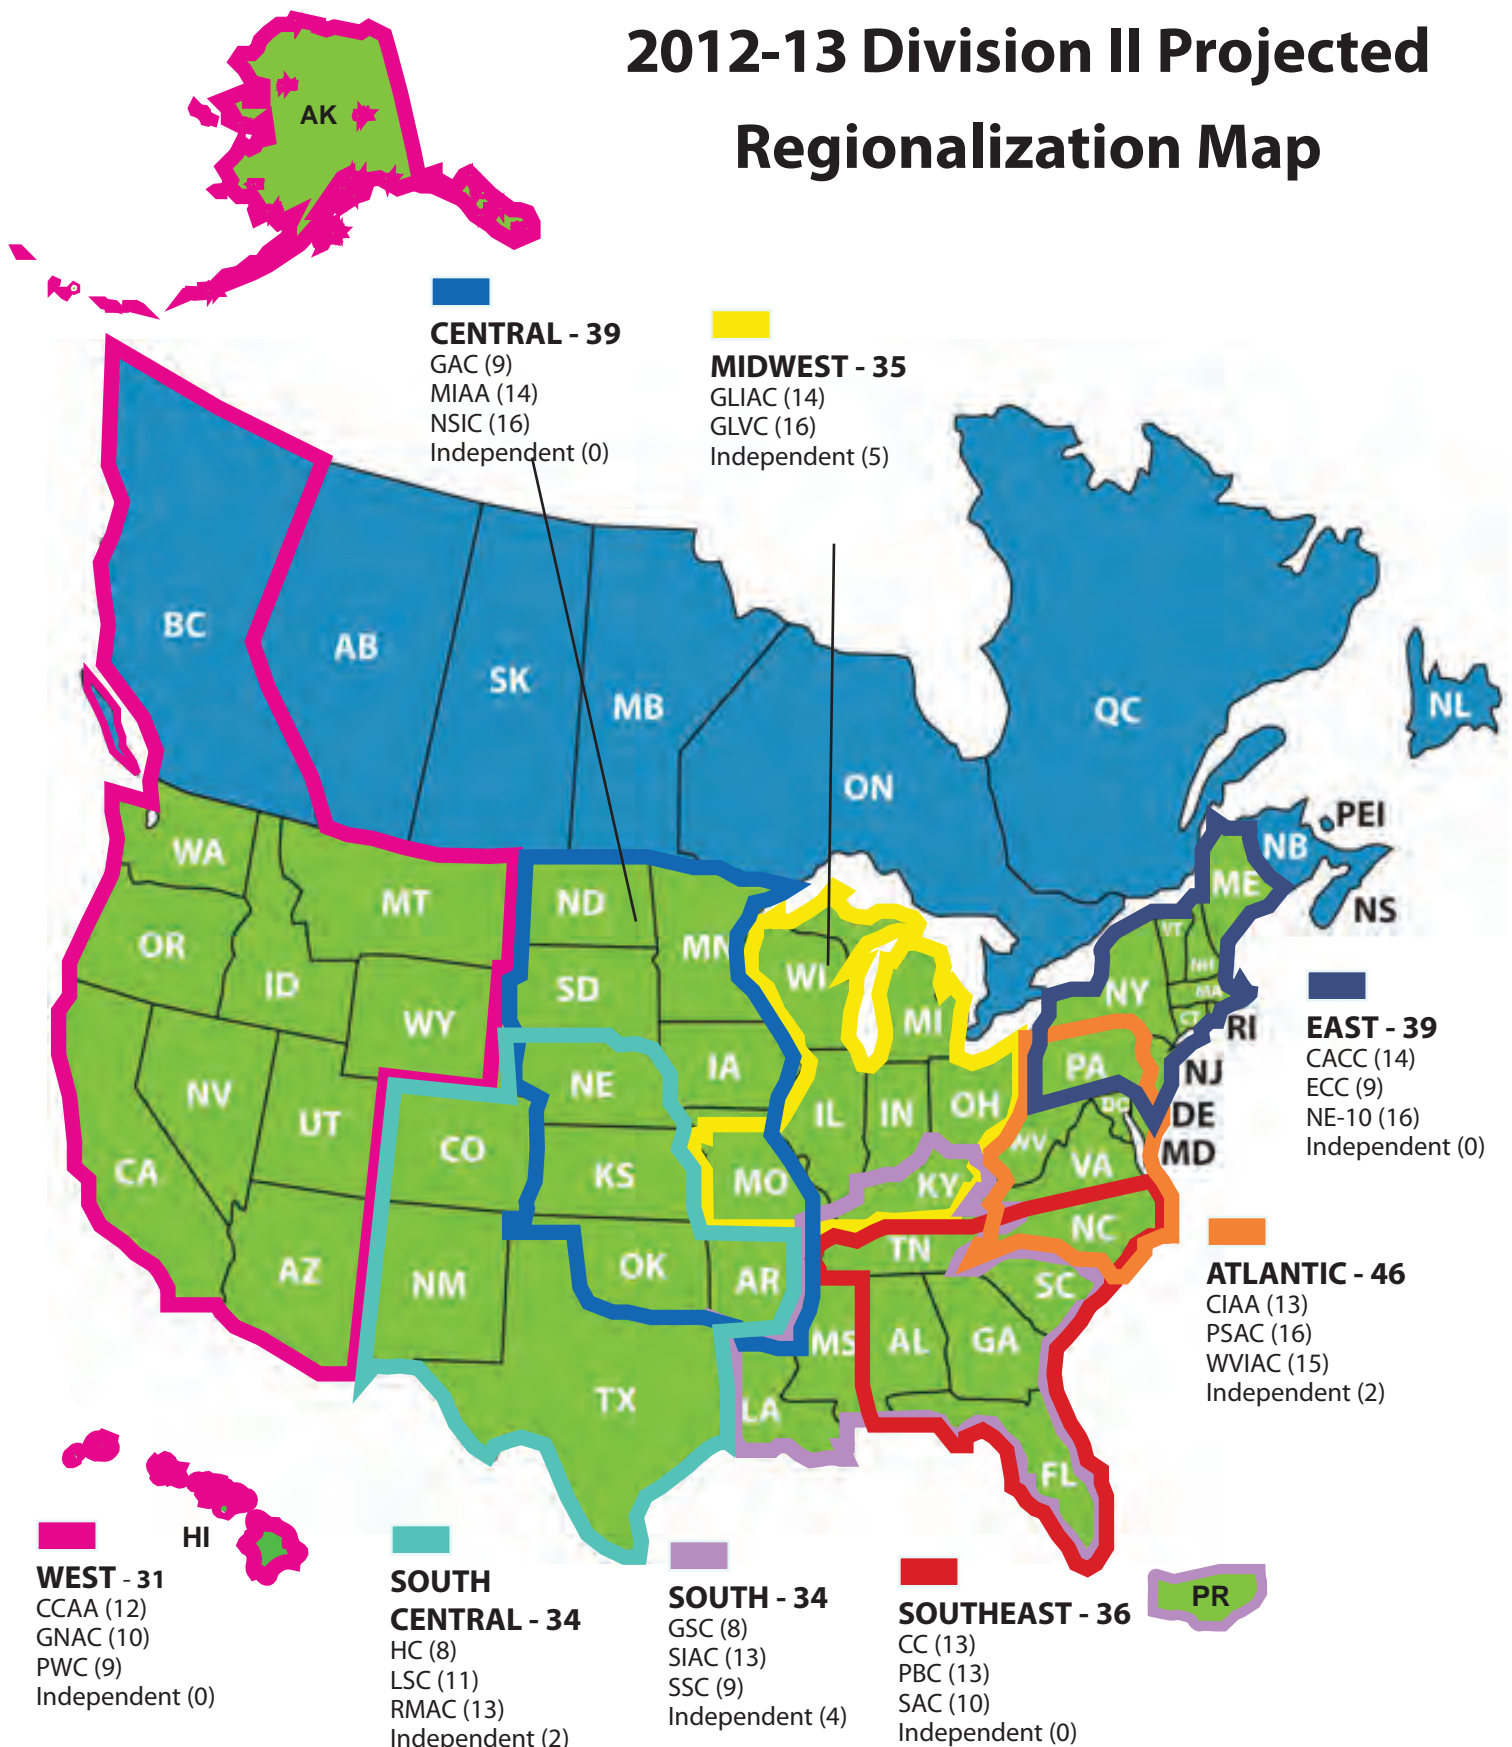 2012-13 Division II Projected
Regionalization Map
AK
CENTRAL - 39
GAC (9)
MIAA (14)
NSIC (16)
Independent (0)
MIDWEST - 35
GLIAC (14)
GLVC (16)
Independent (5)
BC
AB
SK
MB
ON
QC
NL
PEI
NB
NS
WA
MT
ND
MN
OR
ID
SD
WI
WY
MI
ME
VT
NH
NY
MA
CT
RI
NV
UT
CA
NE
IA
IL
IN
OH
PA
NJ
DE
DC
MD
CO
KS
MO
KY
WV
VA
AZ
NM
OK
AR
TN
NC
SC
TX
LA
MS
AL
GA
FL
EAST - 39
CACC (14)
ECC (9)
NE-10 (16)
Independent (0)
ATLANTIC - 46
CIAA (13)
PSAC (16)
WVIAC (15)
Independent (2)
HI
WEST - 31
CCAA (12)
GNAC (10)
PWC (9)
Independent (0)
SOUTH
CENTRAL - 34
HC (8)
LSC (11)
RMAC (13)
Independent (2)
SOUTH - 34
GSC (8)
SIAC (13)
SSC (9)
Independent (4)
SOUTHEAST - 36
CC (13)
PBC (13)
SAC (10)
Independent (0)
PR